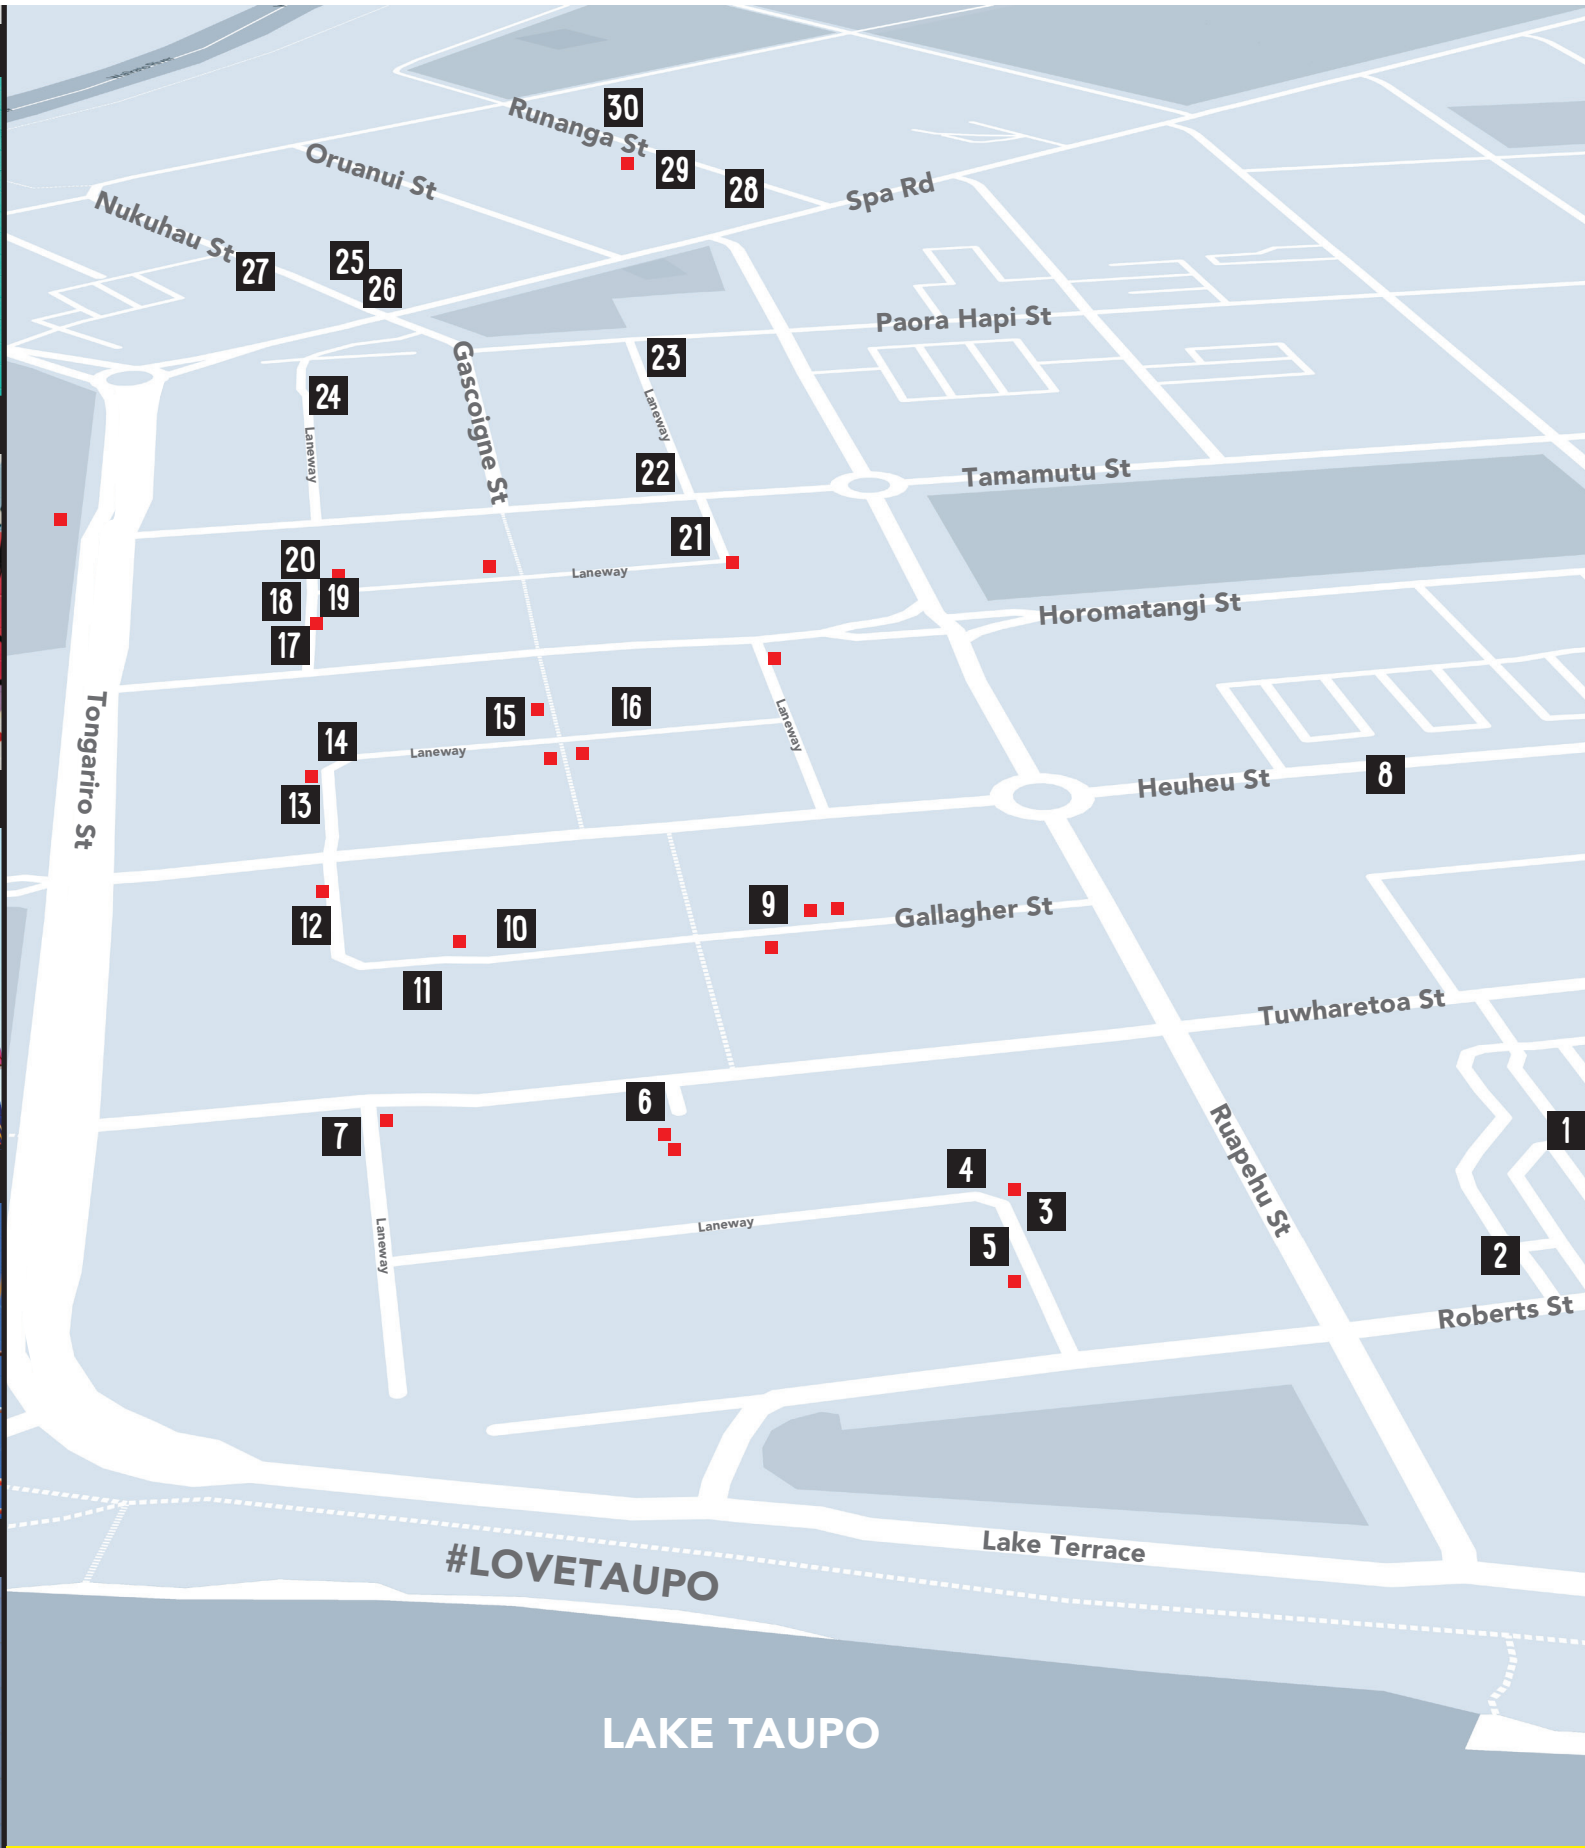 30
Runanga St
29
28
Oruanui St
Spa Rd
Nukuhau St
27
25
26
Paora Hapi St
23
Gascoigne St
24
Laneway
Laneway
22
Tamamutu St
21
20
Laneway
18
19
17
Horomatangi St
Tongariro St
15
16
14
Laneway
Laneway
13
Heuheu St
8
12
10
9
Gallagher St
11
Tuwharetoa St
6
7
1
4
3
Ruapehu St
5
2
Laneway
Laneway
Roberts St
Lake Terrace
#LOVETAUPO
LAKE TAUPO